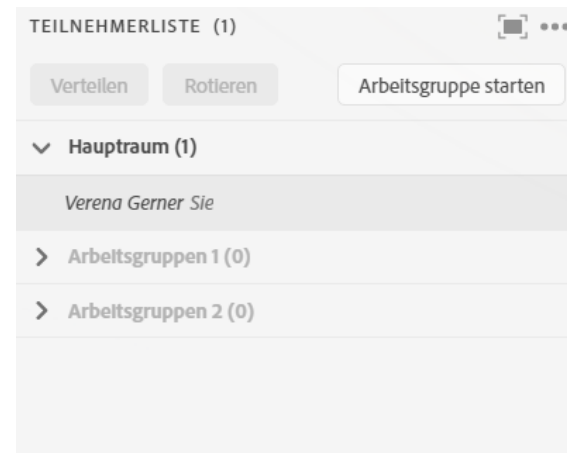 TEILNEHMERLISTE (1)
Verteilen Rotieren Arbeitsgruppe starten
Hauptraum (1)
Verena Gerner Sie
Arbeitsgruppen 1 (0)
Arbeitsgruppen 2 (0)